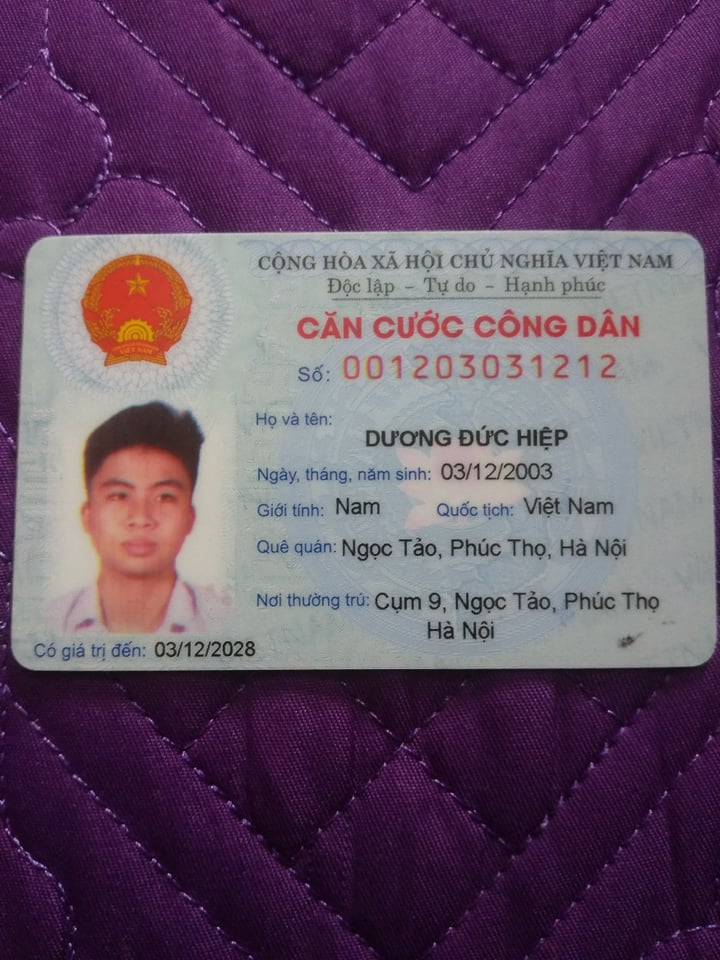 CỘNG HÒA XÃ HỘI CHỦ NGHĨA VIỆT NAM
Độc lập – Tự do – Hạnh phúc
CĂN CƯỚC CÔNG DÂN
Số: 001203031212
Họ và tên:
DƯƠNG ĐỨC HIỆP
Ngày, tháng, năm sinh: 03/12/2003
Giới tính: Nam Quốc tịch: Việt Nam
Quê quán: Ngọc Tảo, Phúc Thọ, Hà Nội
Nơi thường trú: Cụm 9, Ngọc Tảo, Phúc Thọ
Hà Nội
Có giá trị đến: 03/12/2028
VIỆT NAM